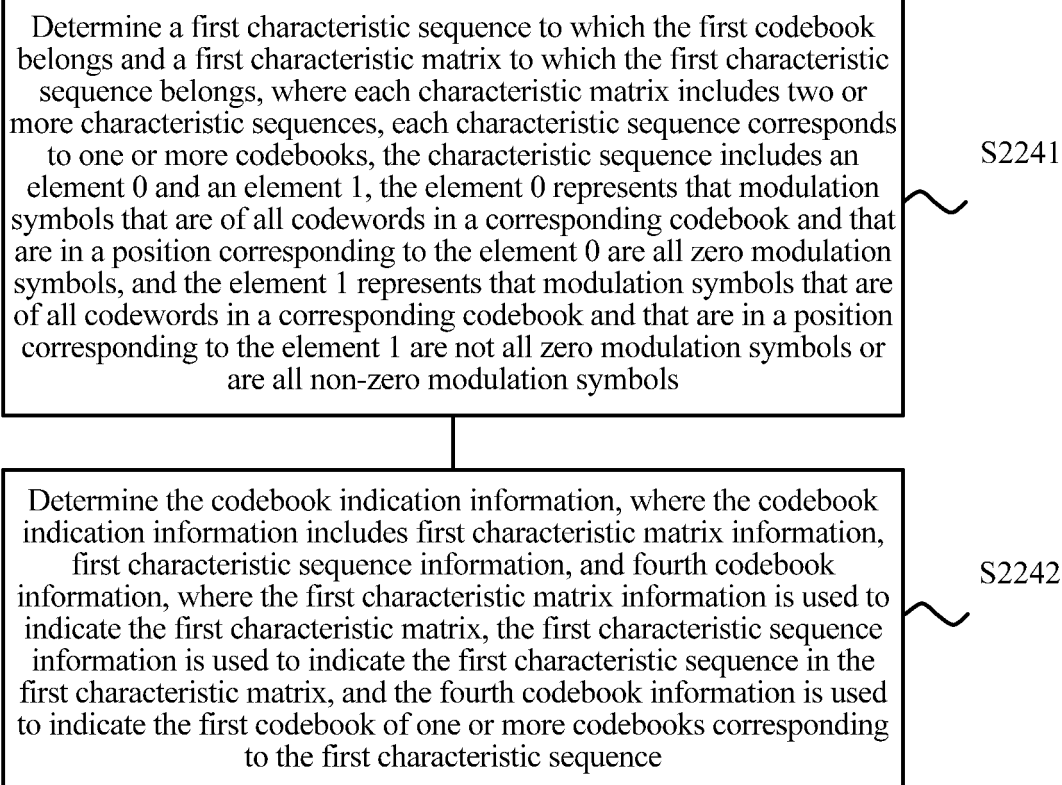 Determine a first characteristic sequence to which the first codebook
belongs and a first characteristic matrix to which the first characteristic
sequence belongs, where each characteristic matrix includes two or
more characteristic sequences, each characteristic sequence corresponds
to one or more codebooks, the characteristic sequence includes an
element 0 and an element 1, the element 0 represents that modulation
symbols that are of all codewords in a corresponding codebook and that
are in a position corresponding to the element 0 are all zero modulation
symbols, and the element 1 represents that modulation symbols that are
of all codewords in a corresponding codebook and that are in a position
corresponding to the element 1 are not all zero modulation symbols or
are all non-zero modulation symbols
S2241
Determine the codebook indication information, where the codebook
indication information includes first characteristic matrix information,
first characteristic sequence information, and fourth codebook
information, where the first characteristic matrix information is used to
indicate the first characteristic matrix, the first characteristic sequence
information is used to indicate the first characteristic sequence in the
first characteristic matrix, and the fourth codebook information is used
to indicate the first codebook of one or more codebooks corresponding
to the first characteristic sequence
S2242